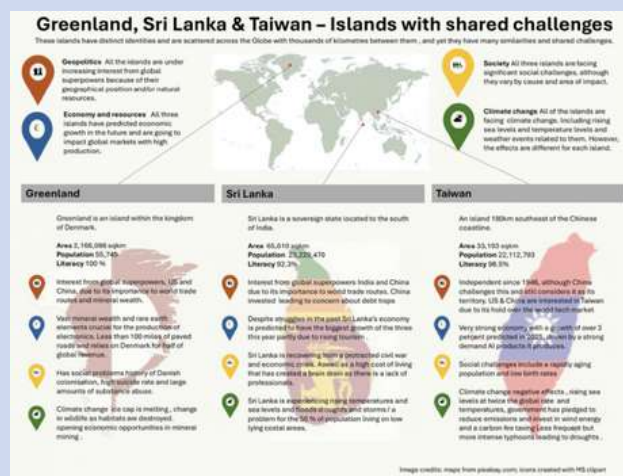 Greenland, Sri Lanka & Taiwan – Islands with shared challenges
These islands have distinct identities and are scattered across the Globe with thousands of kilometres between them , and yet they have many similarities and shared challenges.
Geopolitics All the islands are under
increasing interest from global
superpowers because of their
geographical position and/or natural
resources.
Economy and resources All three
islands have predicted economic
growth in the future and are going to
impact global markets with high
production.
Society All three islands are facing
significant social challenges, although
they vary by cause and area of impact.
Climate change All of the islands are
facing climate change. Including rising
sea levels and temperature levels and
weather events related to them. However,
the effects are different for each island.
Greenland
Greenland is an island within the kingdom
of Denmark.
Area 2,166,086 sqkm
Population 55,745
Literacy 100 %
Interest from global superpowers, US and
China, due to its importance to world trade
routes and mineral wealth.
Vast mineral wealth and rare earth
elements crucial for the production of
electronics. Less than 100 miles of paved
roads and relies on Denmark for half of
global Revenue.
Has social problems history of Danish
colonisation, high suicide rate and large
amounts of substance abuse.
Climate change ice cap is melting , change
in wildlife as habitats are destroyed.
opening economic opportunities in mineral
mining .
Sri Lanka
Sri Lanka is a sovereign state located to the south
of India.
Area 65,610 sqkm
Population 23,229,470
Literacy 92.3%
Interest from global superpowers India and China
due to its importance to world trade routes. China
invested leading to concern about debt traps
Despite struggles in the past Sri Lanka's economy
is predicted to have the biggest growth of the three
this year partly due to rising tourism
Sri Lanka is recovering from a protracted civil war
and economic crisis. Aswell as a high cost of living
that has created a brain drain as there is a lack of
professionals.
Sri Lanka is experiencing rising temperatures and
sea levels and floods droughts and storms / a
problem for the 50 % of population living on low
lying costal areas.
Taiwan
An island 180km southeast of the Chinese
coastline.
Area 33,193 sqkm
Population 22,112,793
Literacy 98.5%
Independent since 1946, although China
challenges this and still consider it as its
territory. US & China are interested in Taiwan
due to its hold over the world tech market
Very strong economy with a growth of over 3
percent predicted in 2025, driven by a strong
demand AI products it produces.
Social challenges include a rapidly aging
population and low birth rates
Climate change negative effects , rising sea
levels at twice the global rate and
temperatures, government has pledged to
reduce emissions and invest in wind energy
and a carbon fee taxing Less frequent but
more intense typhoons leading to droughts .
Image credits: maps from pixabay.com; icons created with MS clipart